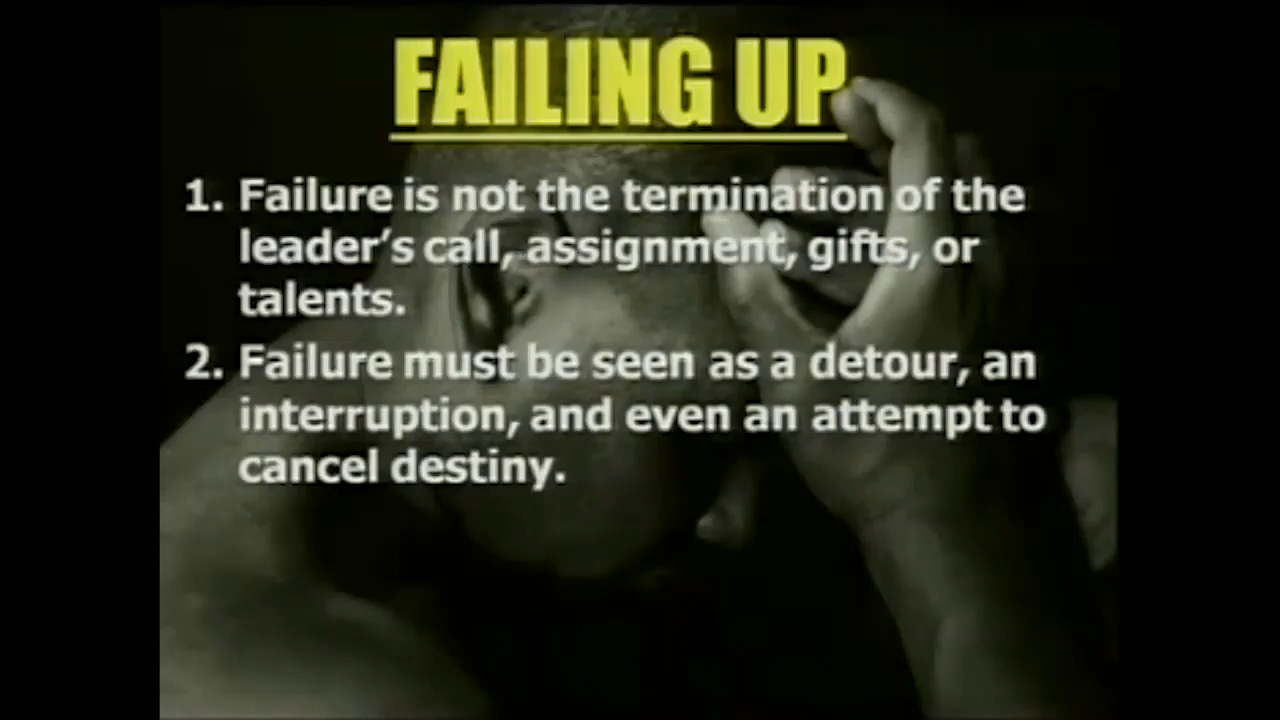 FAILING UP
1. Failure is not the termination of the
leader’s call, assignment, gifts, or
talents.
2. Failure must be seen as a detour, an
interruption, and even an attempt to
cancel destiny.